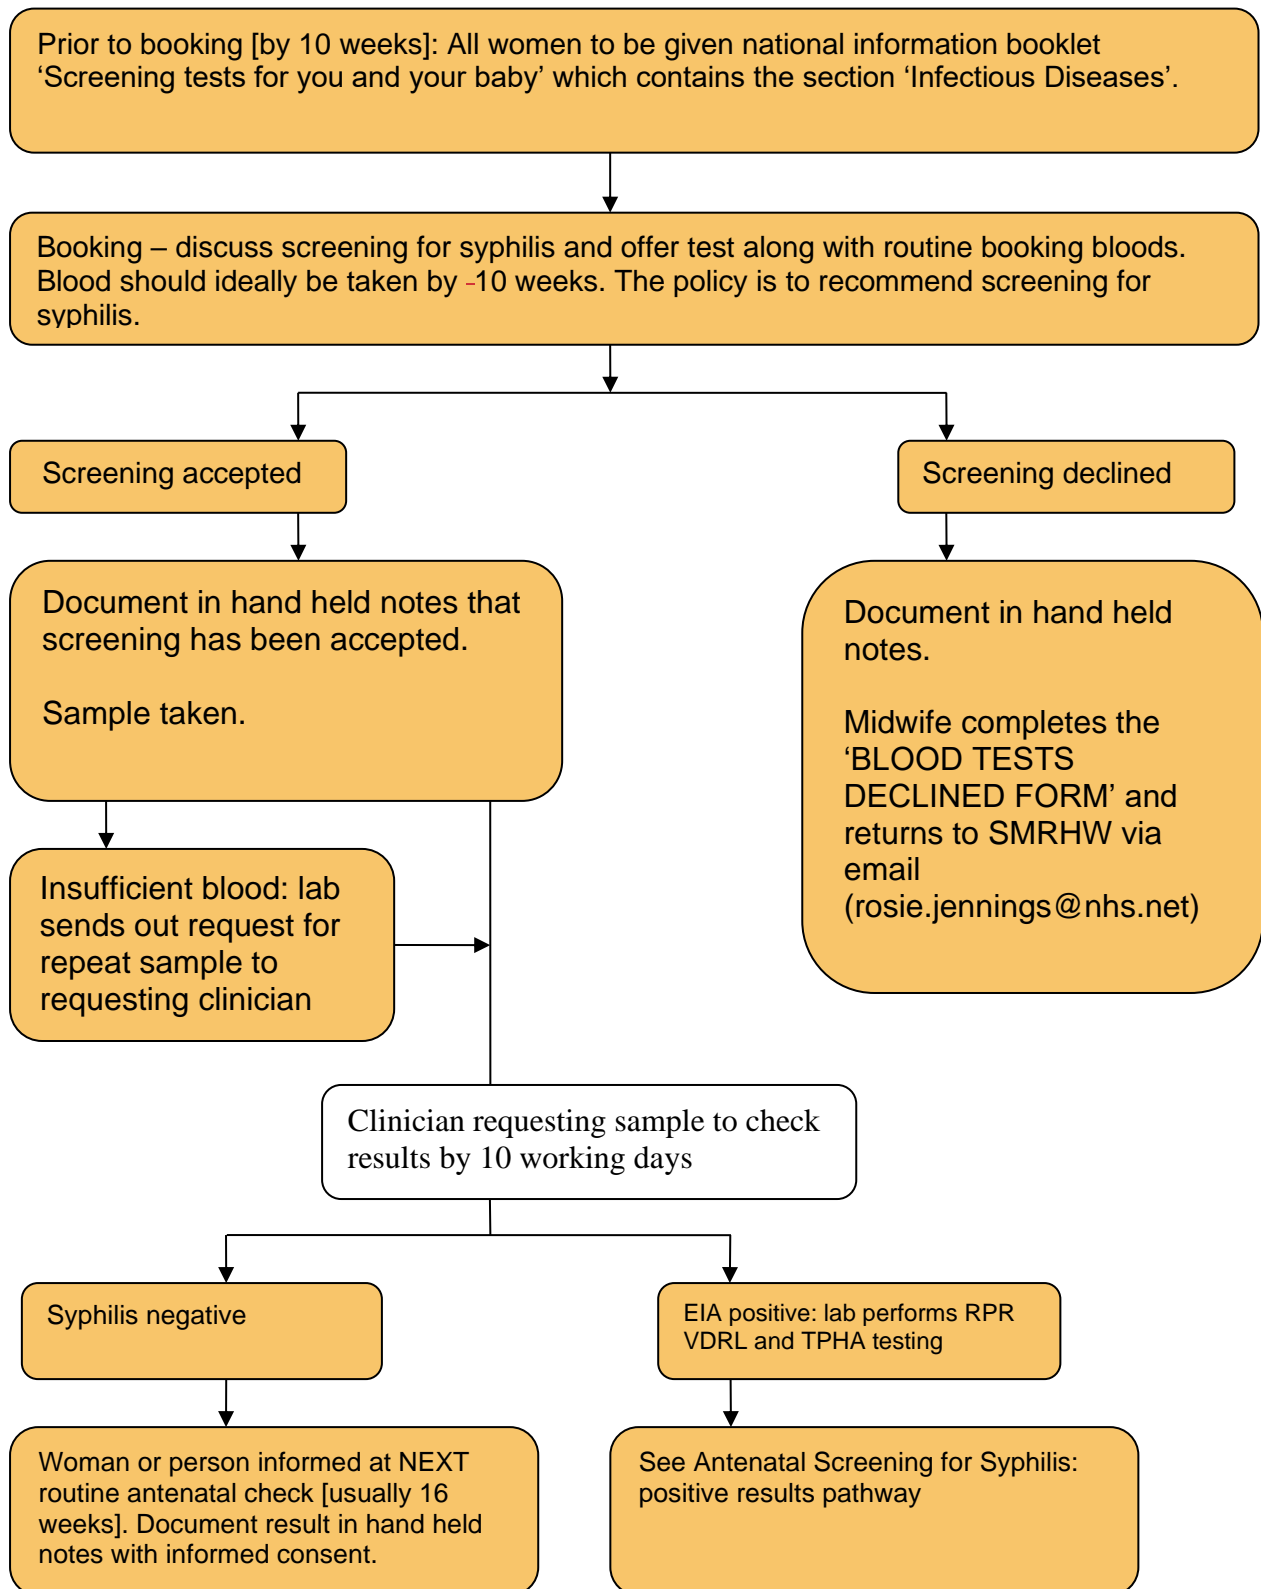 Prior to booking [by 10 weeks]: All women to be given national information booklet
‘Screening tests for you and your baby’ which contains the section ‘Infectious Diseases’.
Booking – discuss screening for syphilis and offer test along with routine booking bloods.
Blood should ideally be taken by -10 weeks. The policy is to recommend screening for
syphilis.
Screening accepted
Screening declined
Document in hand held notes that
screening has been accepted.
Sample taken.
Document in hand held
notes.
Midwife completes the
‘BLOOD TESTS
DECLINED FORM’ and
returns to SMRHW via
email
(rosie.jennings@nhs.net)
Insufficient blood: lab
sends out request for
repeat sample to
requesting clinician
Clinician requesting sample to check
results by 10 working days
Syphilis negative
EIA positive: lab performs RPR
VDRL and TPHA testing
Woman or person informed at NEXT
routine antenatal check [usually 16
weeks]. Document result in hand held
notes with informed consent.
See Antenatal Screening for Syphilis:
positive results pathway